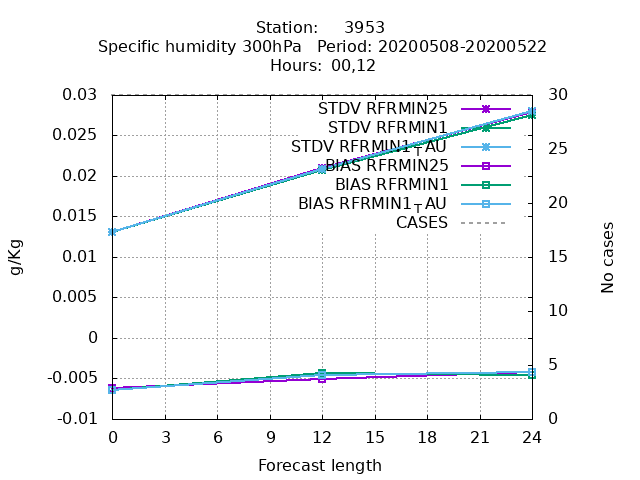 Station: 3953
Specific humidity 300hPa Period: 20200508-20200522
Hours: 00,12
0.03
0.025
0.02
0.015
0.01
0.005
0
-0.005
-0.01
g/Kg
STDV RFRMIN25
STDV RFRMIN1
STDV RFRMIN1_TAU
BIAS RFRMIN25
BIAS RFRMIN1
BIAS RFRMIN1_TAU
CASES
30
25
20
15
10
5
0
No cases
0 3 6 9 12 15 18 21 24
Forecast length